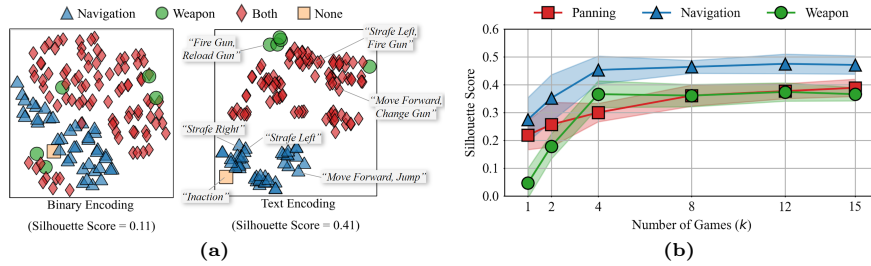 Navigation Weapon Both None
“Fire Gun, Reload Gun”
“Strafe Left, Fire Gun”
“Move Forward, Change Gun”
“Strafe Right”
“Strafe Left”
“Move Forward, Jump”
“Inaction”
Binary Encoding
Text Encoding
(Silhouette Score = 0.11)
(Silhouette Score = 0.41)
(a)
Panning Navigation Weapon
Silhouette Score
0.6
0.5
0.4
0.3
0.2
0.1
0.0
1 2 4 8 12 15
Number of Games (k)
(b)